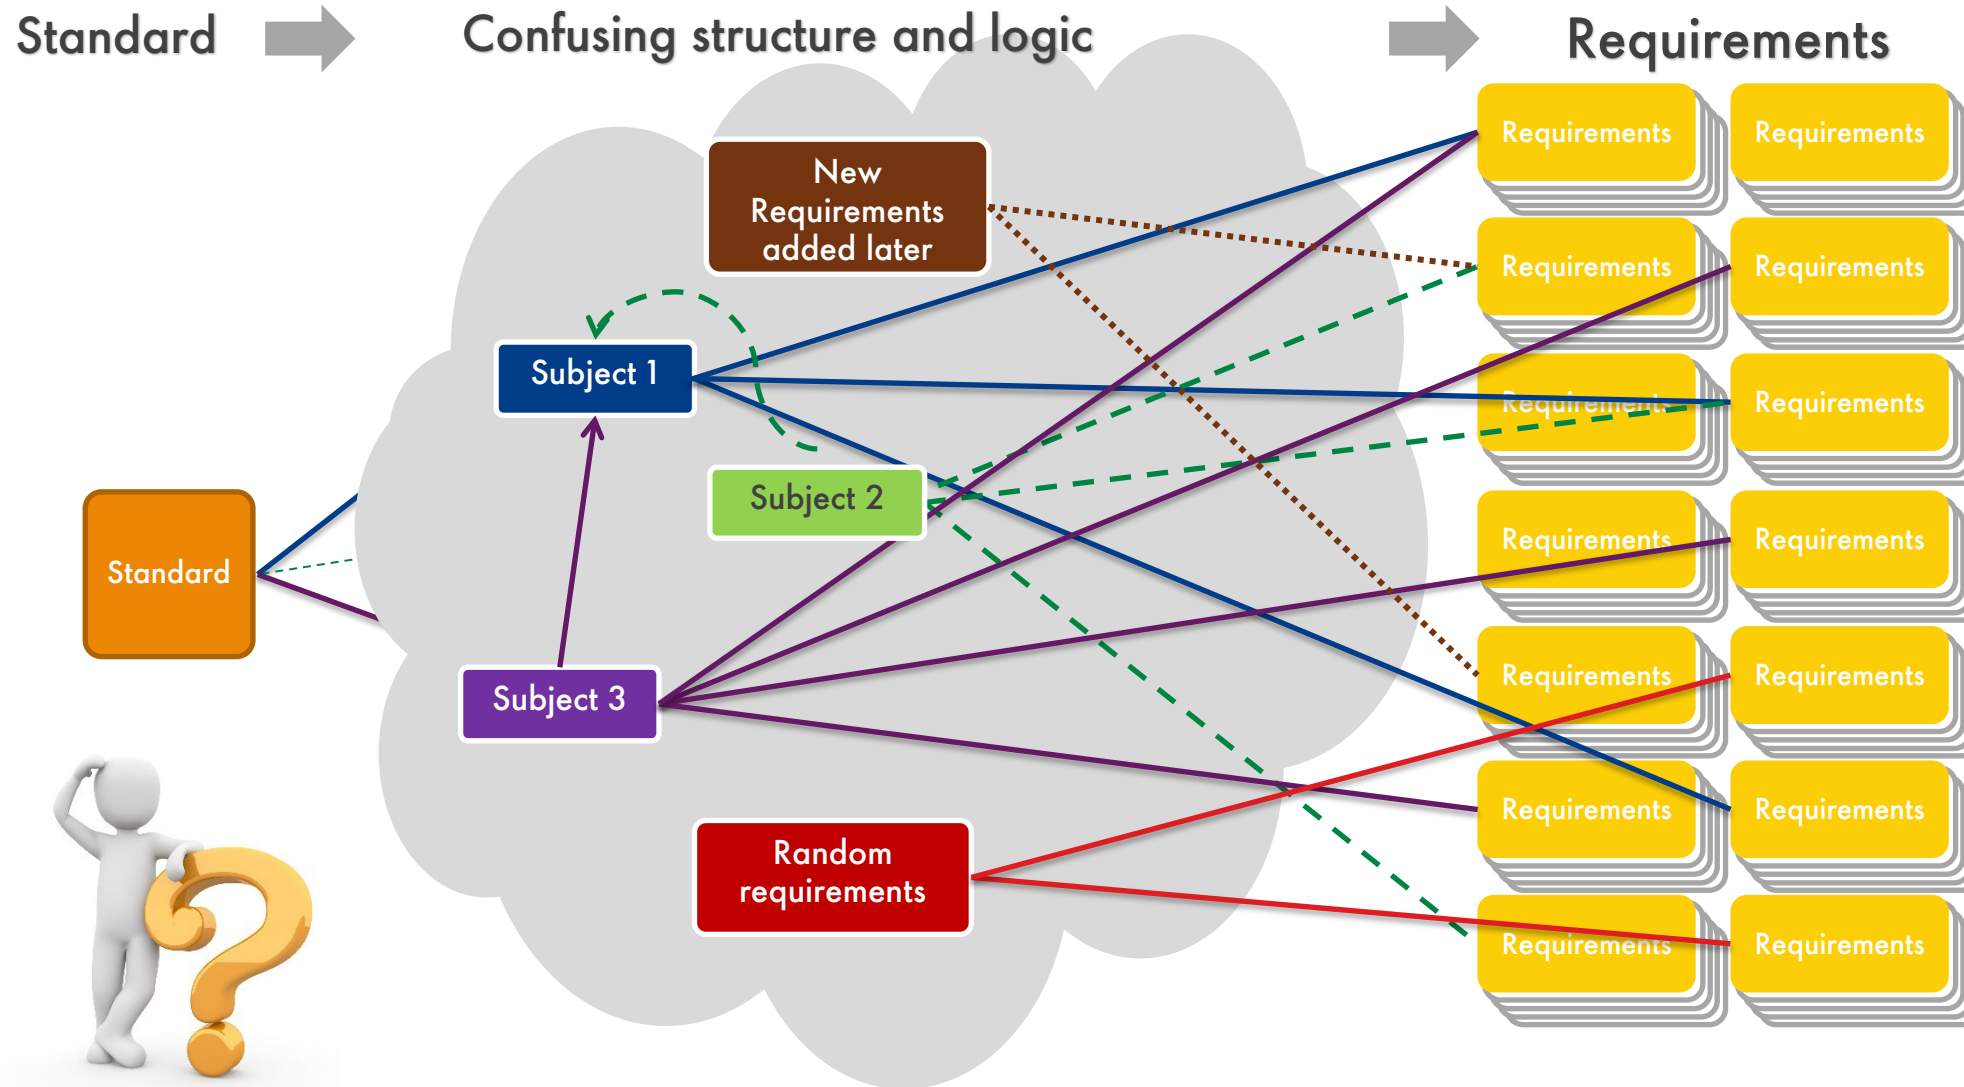 Standard
Confusing structure and logic
Requirements
New
Requirements
added later
Subject 1
Subject 2
Standard
Subject 3
Random
requirements
Requirements
Requirements
Requirements
Requirements
Requirements
Requirements
Requirements
Requirements
Requirements
Requirements
Requirements
Requirements
Requirements
Requirements